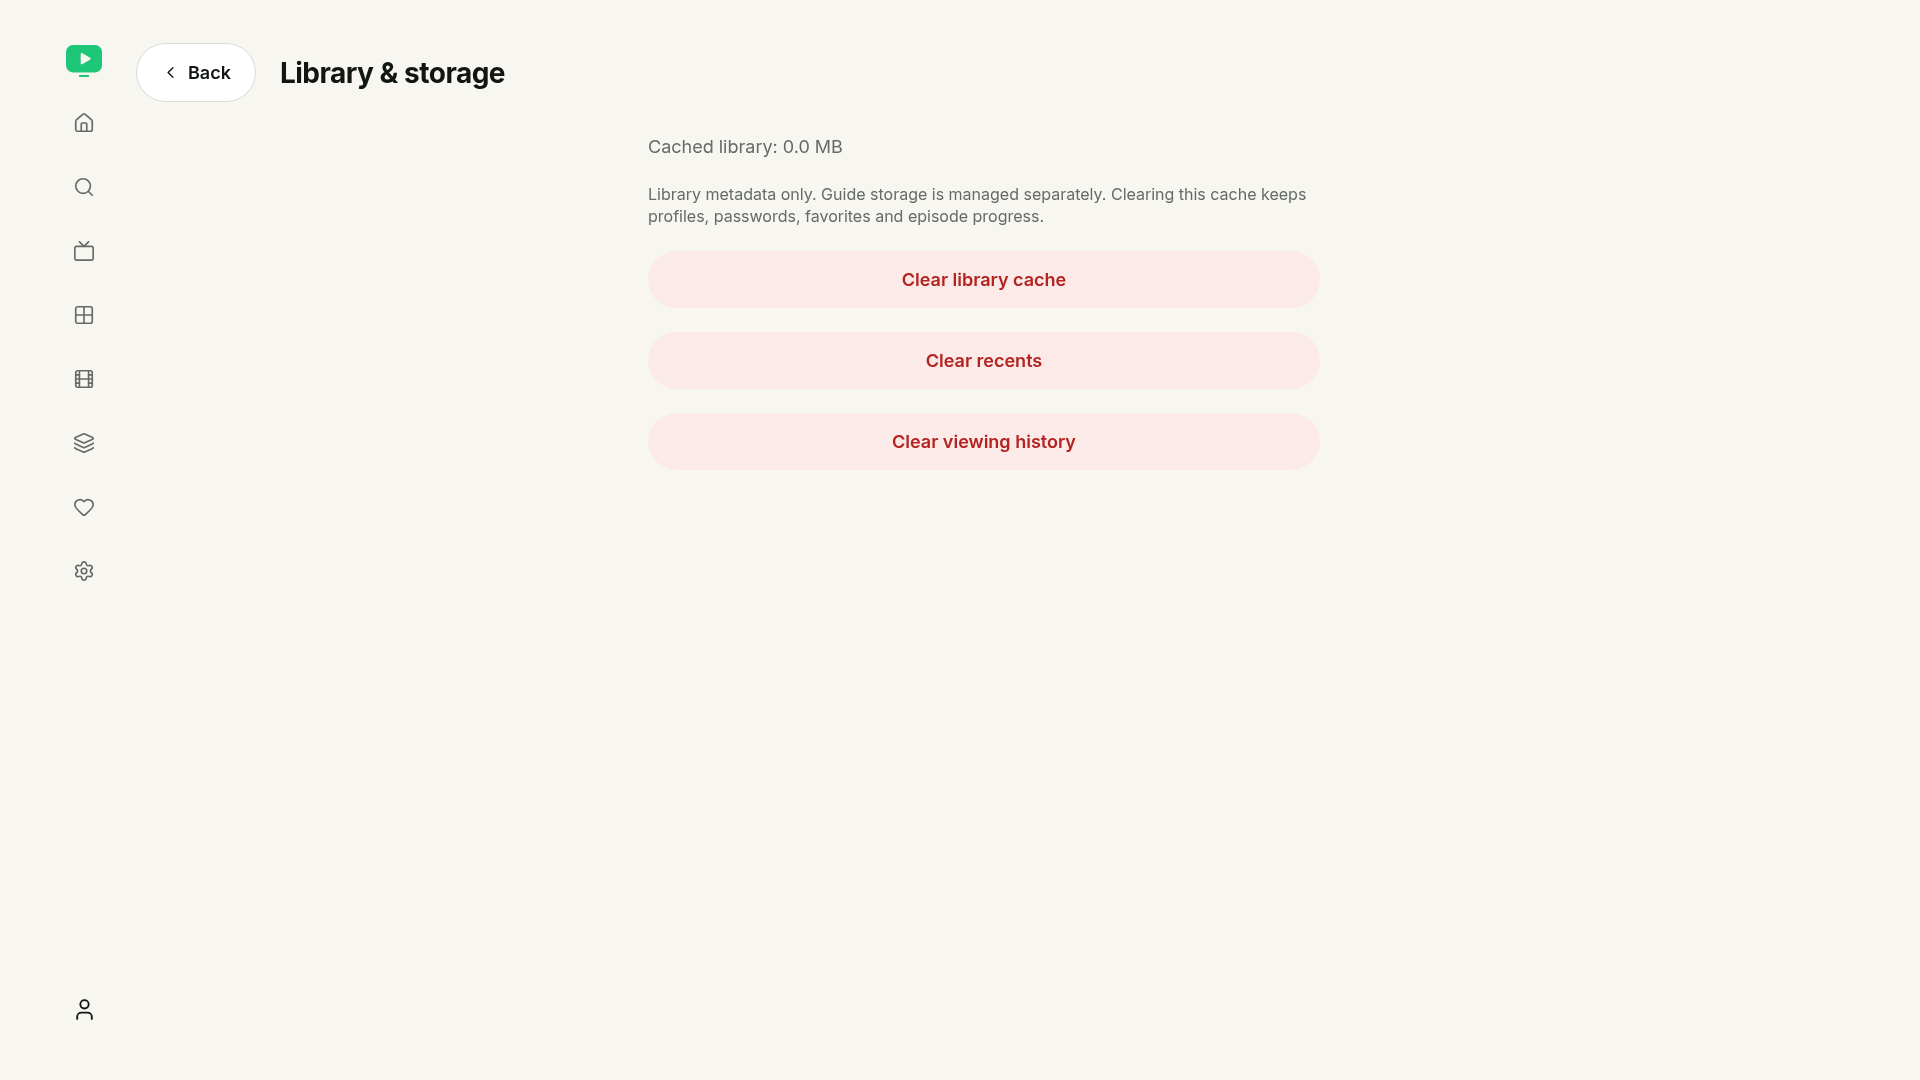 Back
Library & storage
Cached library: 0.0 MB
Library metadata only. Guide storage is managed separately. Clearing this cache keeps
profiles, passwords, favorites and episode progress.
Clear library cache
Clear recents
Clear viewing history